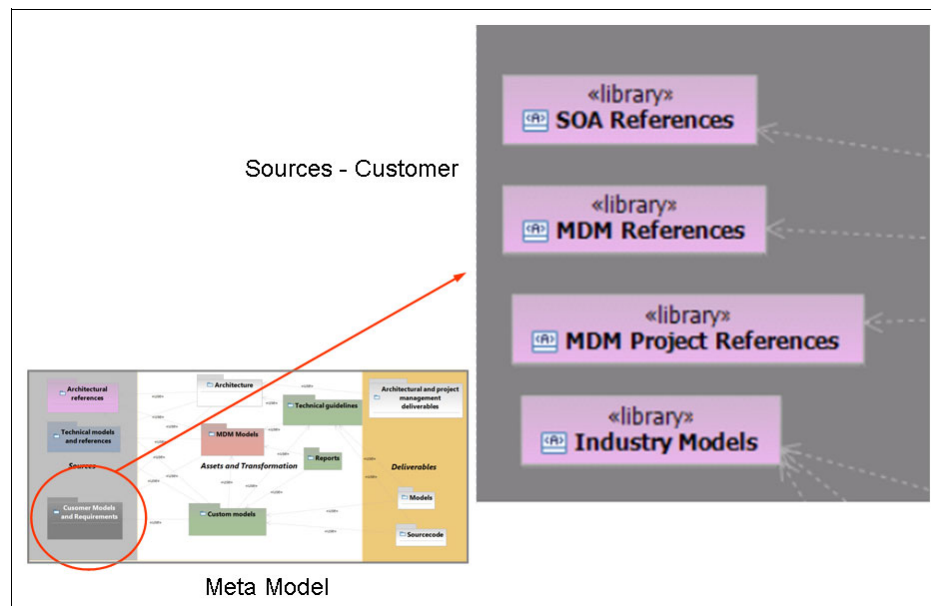 «library»
SOA References
Sources - Customer
«library»
MDM References
«library»
MDM Project References
«library»
Industry Models
Architectural
references
Architecture
Architectural and project
management
deliverables
Technical guidelines
Technical models
and references
MDM Models
Reports
Sources
Assets and Transformation
Deliverables
Cusomer Models
and Requirements
Custom models
Models
Sourcecode
Meta Model